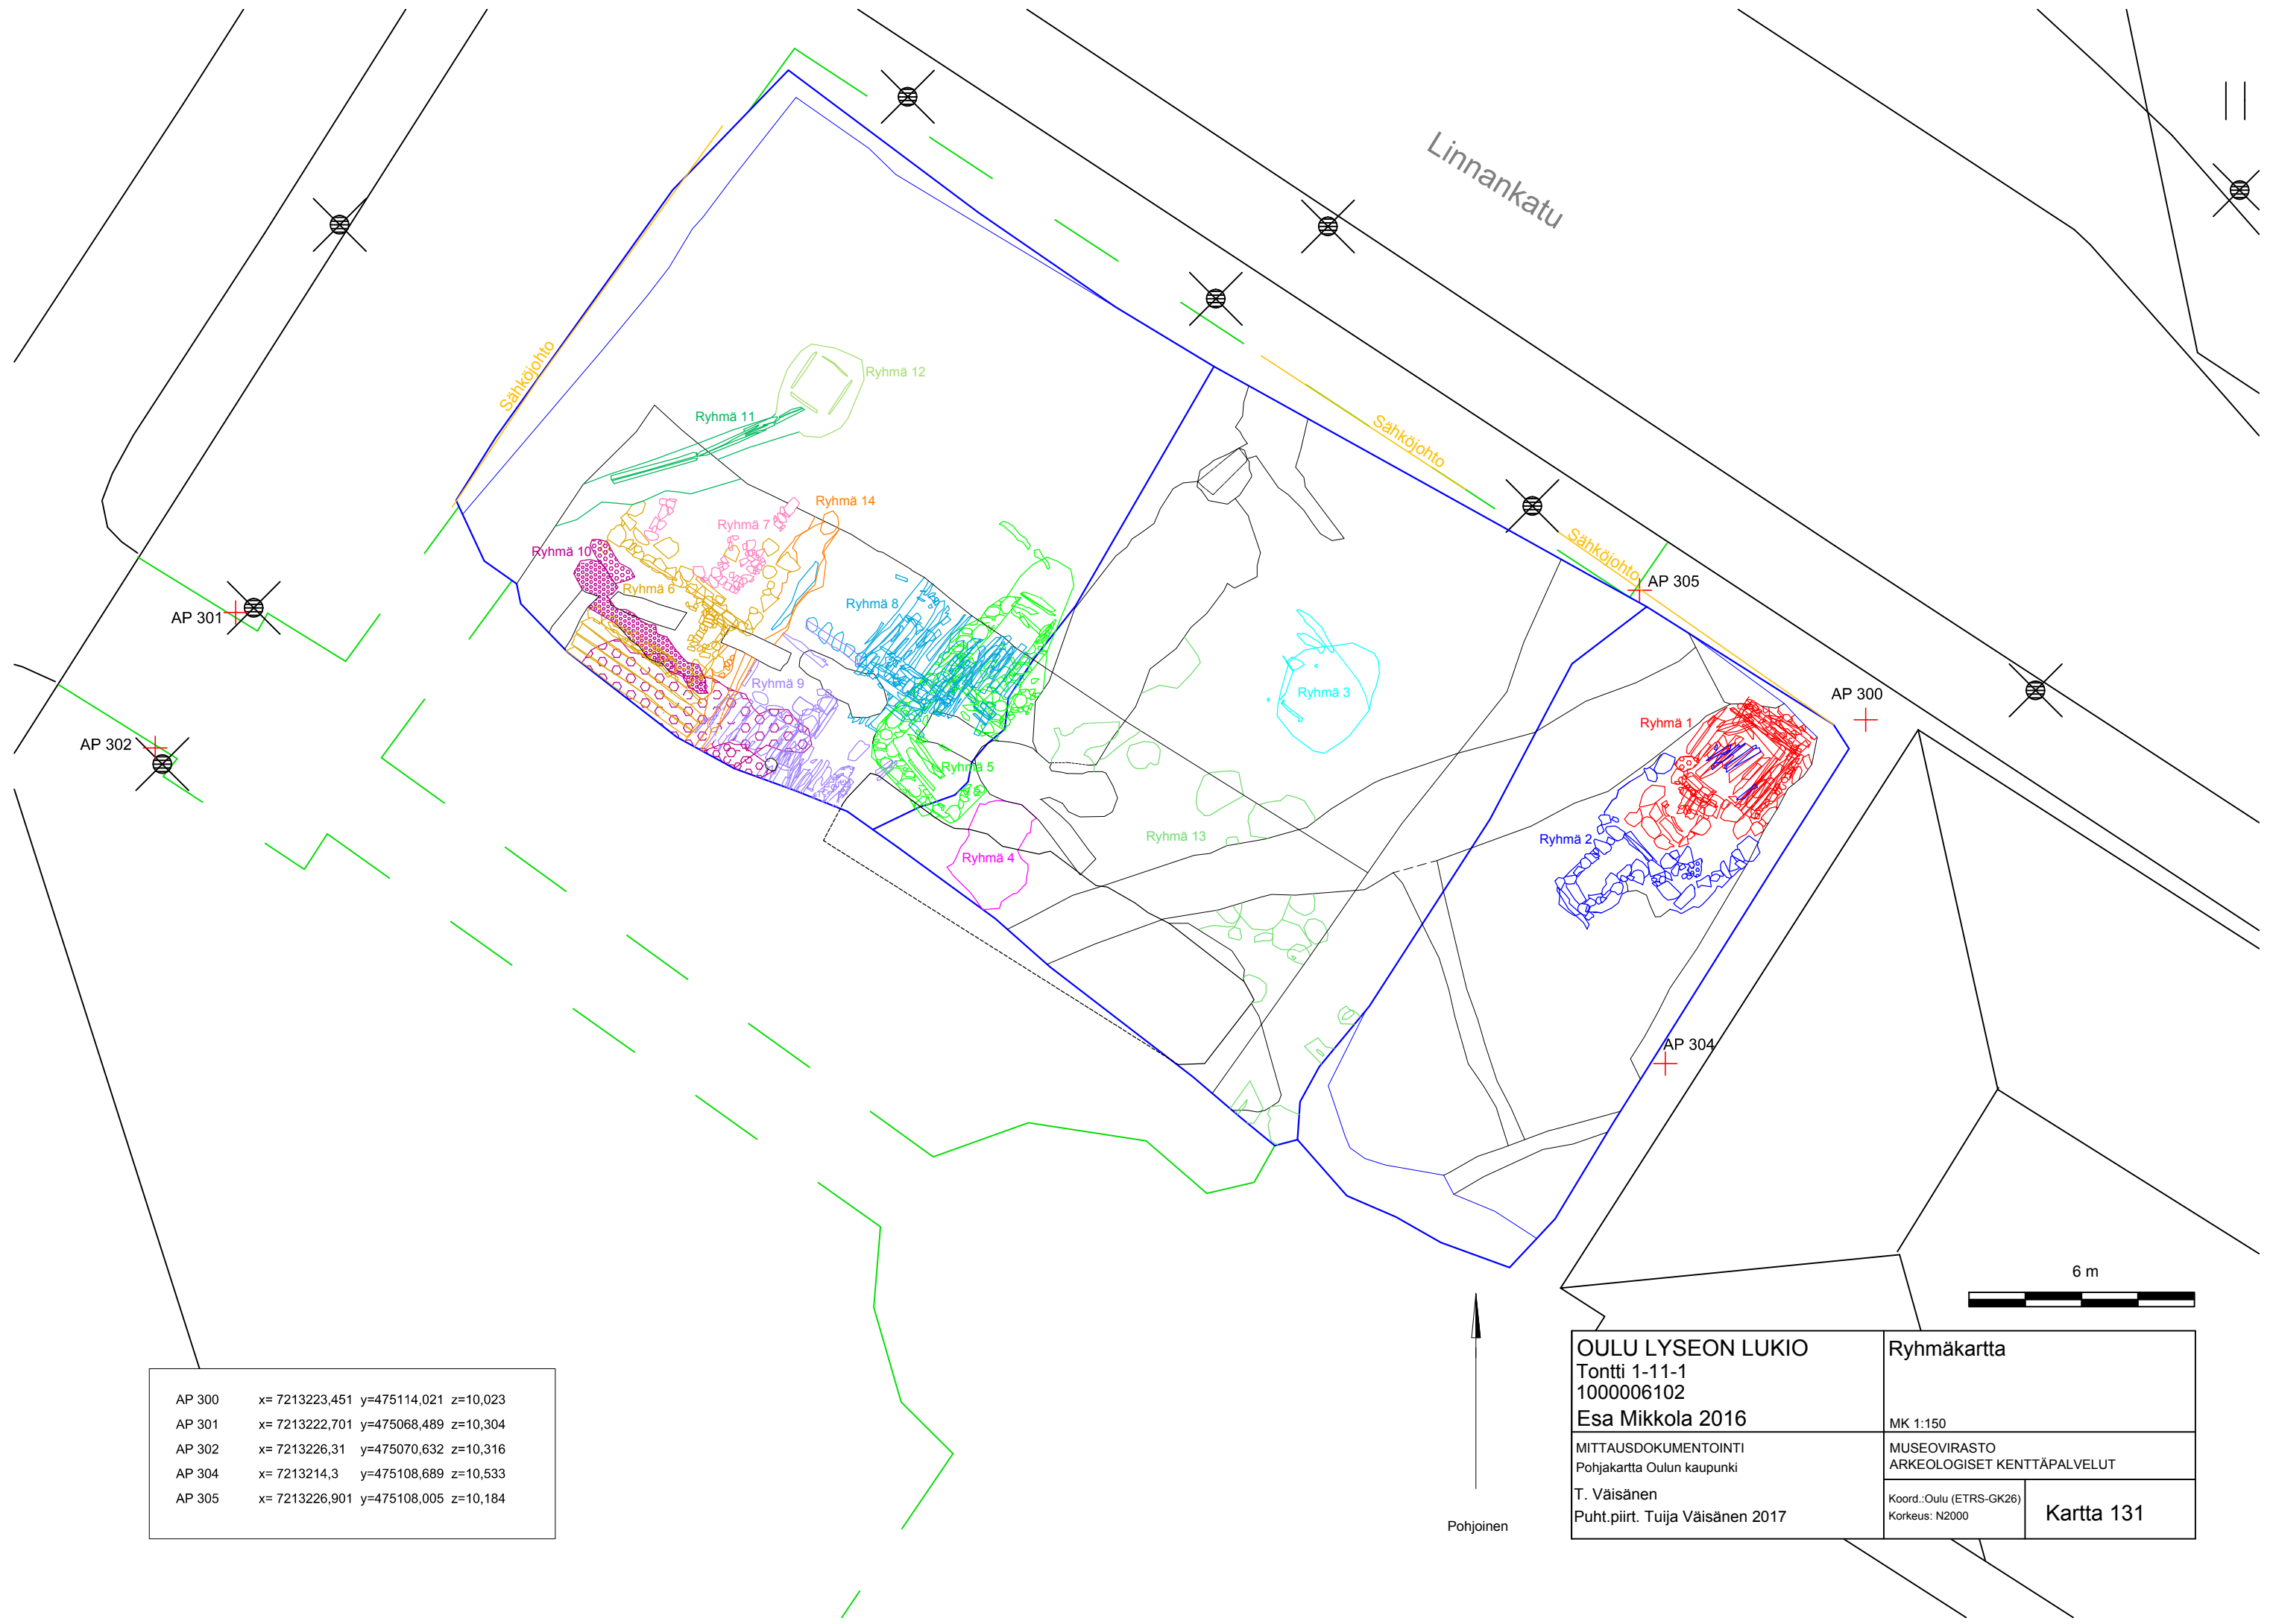 Linnankatu
Sähköjohto
Ryhmä 12
Ryhmä 11
Sähköjohto
Ryhmä 14
Ryhmä 7
Ryhmä 10
Sähköjohto
AP 305
Ryhmä 6
Ryhmä 8
AP 301
Ryhmä 9
Ryhmä 3
AP 300
Ryhmä 1
AP 302
Ryhmä 5
Ryhmä 13
Ryhmä 2
Ryhmä 4
AP 304
6 m
AP 300 x= 7213223,451 y=475114,021 z=10,023
AP 301 x= 7213222,701 y=475068,489 z=10,304
AP 302 x= 7213226,31 y=475070,632 z=10,316
AP 304 x= 7213214,3 y=475108,689 z=10,533
AP 305 x= 7213226,901 y=475108,005 z=10,184
Pohjoinen
OULU LYSEON LUKIO
Tontti 1-11-1
1000006102
Esa Mikkola 2016
Ryhmäkartta
MK 1:150
MITTAUSDOKUMENTOINTI
Pohjakartta Oulun kaupunki
T. Väisänen
Puht.piirt. Tuija Väisänen 2017
MUSEOVIRASTO
ARKEOLOGISET KENTTÄPALVELUT
Koord.:Oulu (ETRS-GK26)
Korkeus: N2000
Kartta 131